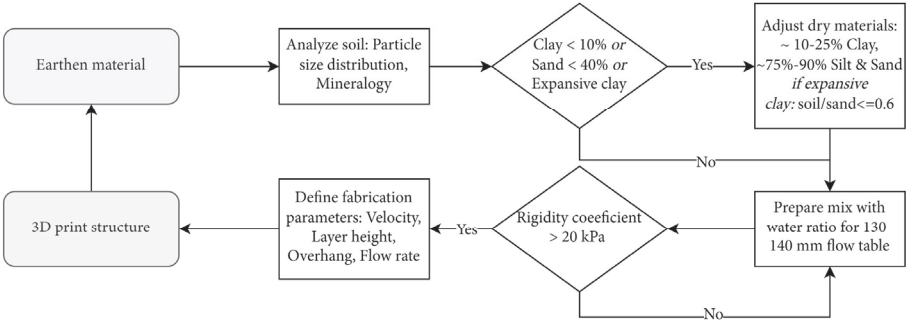 Earthen material
Analyze soil: Particle
size distribution,
Mineralogy
Clay < 10% or
Sand < 40% or
Expansive clay
Yes
Adjust dry materials:
~ 10-25% Clay,
~75%-90% Silt & Sand
if expansive
clay: soil/sand<=0.6
No
3D print structure
Define fabrication
parameters: Velocity,
Layer height,
Overhang, Flow rate
Yes
Rigidity coeeficient
> 20 kPa
Prepare mix with
water ratio for 130
140 mm flow table
No